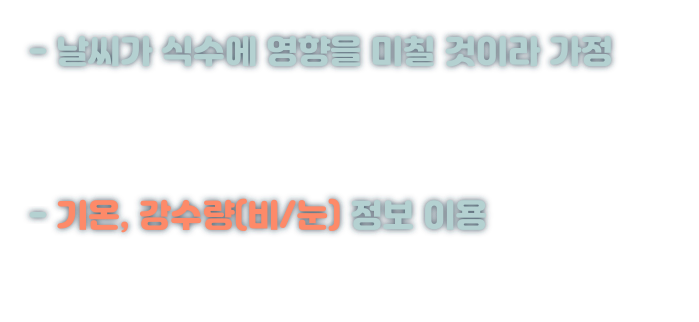 - 날씨가 식수에 영향을 미칠 것이라 가정
- 기온, 강수량(비/눈) 정보 이용